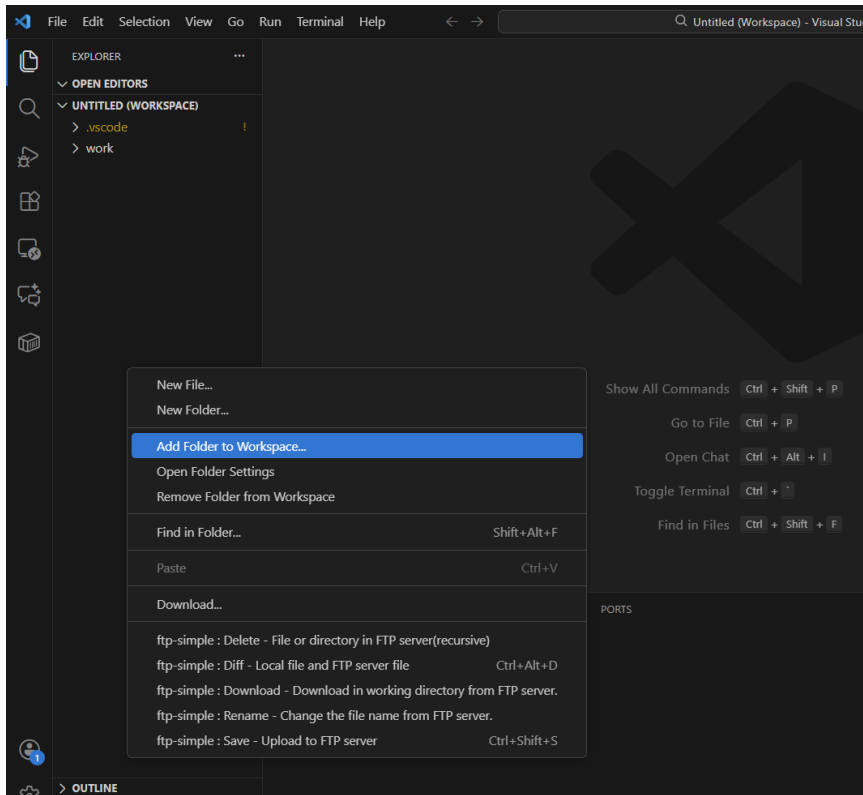 File Edit Selection View Go Run Terminal Help
Untitled (Workspace) - Visual Stu
EXPLORER
OPEN EDITORS
UNTITLED (WORKSPACE)
.vscode !
work
New File...
New Folder...
Add Folder to Workspace...
Open Folder Settings
Remove Folder from Workspace
Find in Folder... Shift+Alt+F
Paste Ctrl+V
Download...
ftp-simple : Delete - File or directory in FTP server(recursive)
ftp-simple : Diff - Local file and FTP server file Ctrl+Alt+D
ftp-simple : Download - Download in working directory from FTP server.
ftp-simple : Rename - Change the file name from FTP server.
ftp-simple : Save - Upload to FTP server Ctrl+Shift+S
Show All Commands Ctrl + Shift + P
Go to File Ctrl + P
Open Chat Ctrl + Alt + I
Toggle Terminal Ctrl + `
Find in Files Ctrl + Shift + F
PORTS
1
OUTLINE